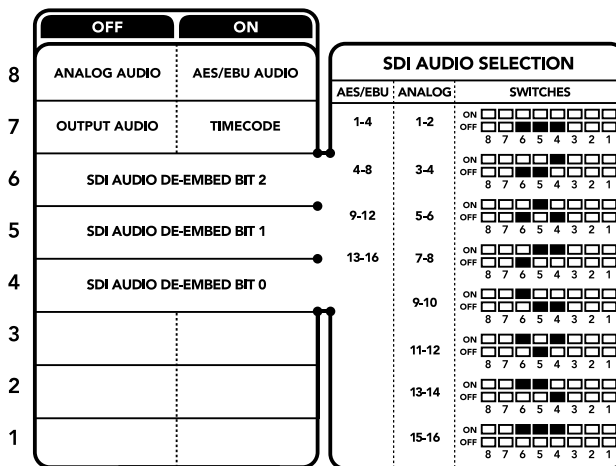 OFF ON
8 ANALOG AUDIO AES/EBU AUDIO
7 OUTPUT AUDIO TIMECODE
6 SDI AUDIO DE-EMBED BIT 2
5 SDI AUDIO DE-EMBED BIT 1
4 SDI AUDIO DE-EMBED BIT 0
3
2
1
SDI AUDIO SELECTION
AES/EBU ANALOG SWITCHES
1-4 1-2 ON
OFF
8 7 6 5 4 3 2 1
4-8 3-4 ON
OFF
8 7 6 5 4 3 2 1
9-12 5-6 ON
OFF
8 7 6 5 4 3 2 1
13-16 7-8 ON
OFF
8 7 6 5 4 3 2 1
9-10 ON
OFF
8 7 6 5 4 3 2 1
11-12 ON
OFF
8 7 6 5 4 3 2 1
13-14 ON
OFF
8 7 6 5 4 3 2 1
15-16 ON
OFF
8 7 6 5 4 3 2 1